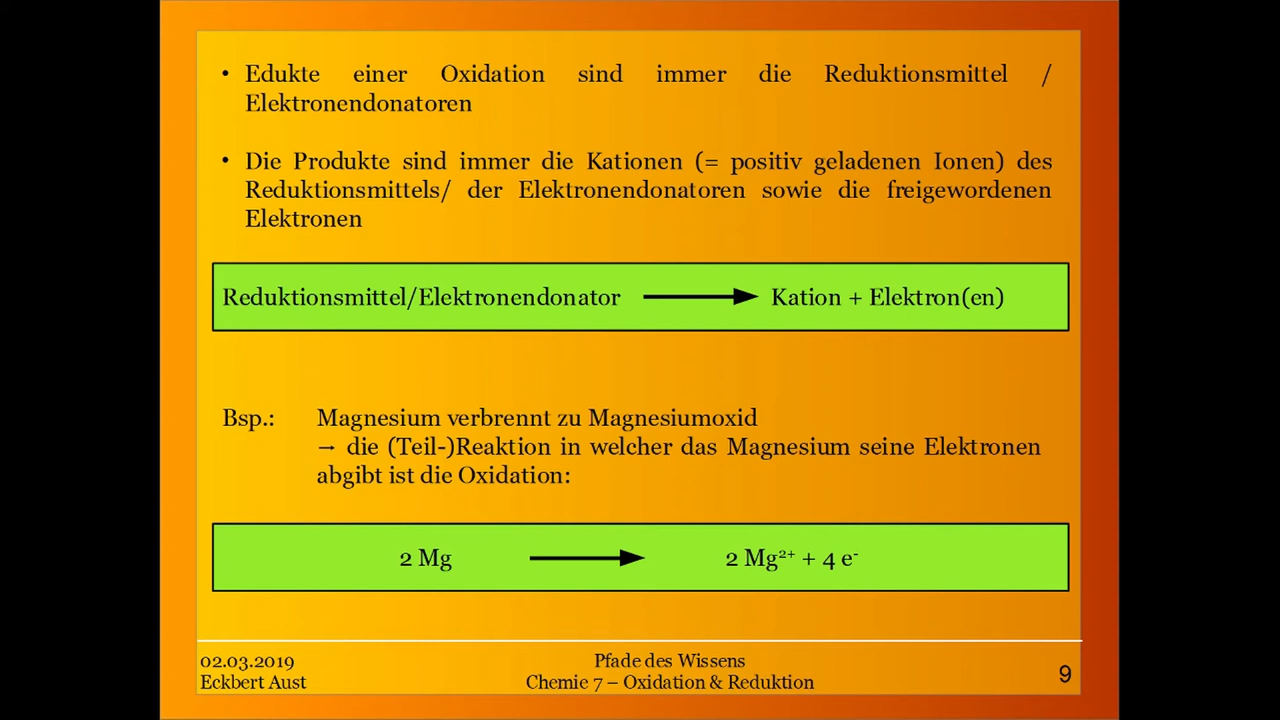 • Edukte einer Oxidation sind immer die Reduktionsmittel /
Elektronendonatoren
• Die Produkte sind immer die Kationen (= positiv geladenen Ionen) des
Reduktionsmittels/ der Elektronendonatoren sowie die freigewordenen
Elektronen
Reduktionsmittel/Elektronendonator ⟶ Kation + Elektron(en)
Bsp.: Magnesium verbrennt zu Magnesiumoxid
→ die (Teil-)Reaktion in welcher das Magnesium seine Elektronen
abgibt ist die Oxidation:
2 Mg ⟶ 2 Mg²⁺ + 4 e⁻
02.03.2019 Pfade des Wissens
Eckbert Aust Chemie 7 – Oxidation & Reduktion 9